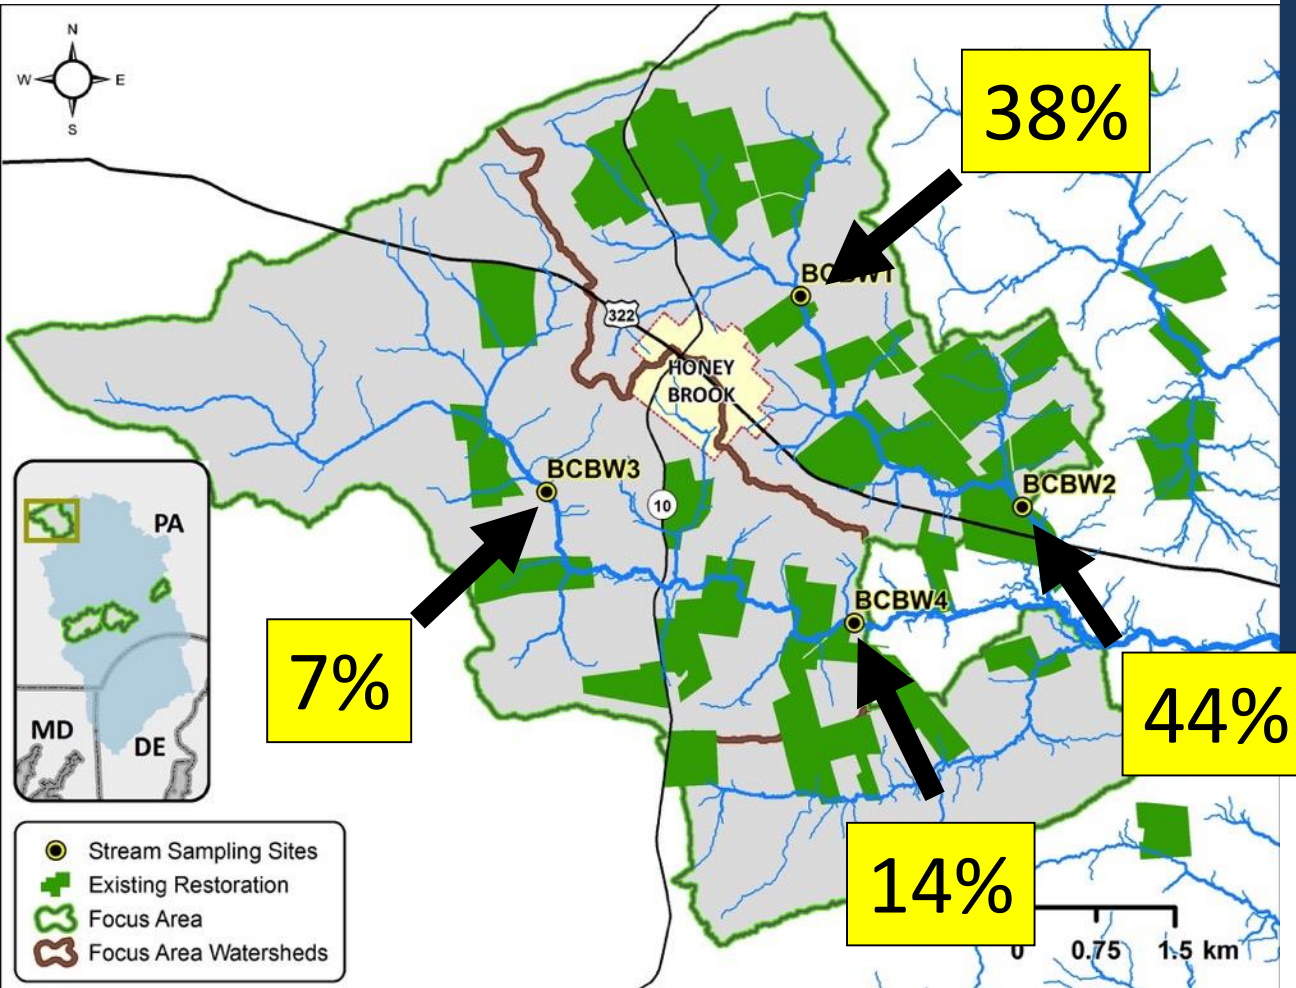 N
W E
S
38%
BCBW1
322
HONEY
BROOK
BCBW3
10
BCBW2
BCBW4
7%
44%
14%
PA
MD
DE
Stream Sampling Sites
Existing Restoration
Focus Area
Focus Area Watersheds
0 0.75 1.5 km